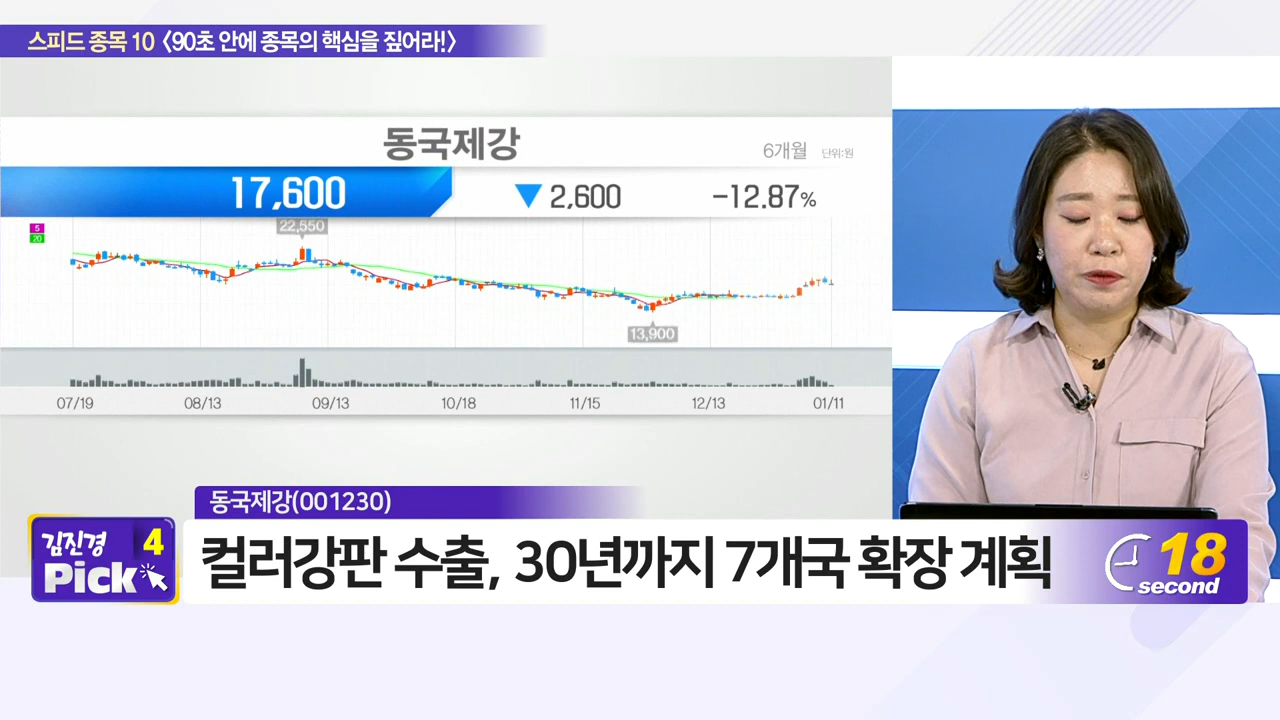 스피드 종목 10 〈90초 안에 종목의 핵심을 짚어라!〉
동국제강
6개월 단위:원
17,600
▼ 2,600
-12.87%
5
20
22,550
13,900
07/19 08/13 09/13 10/18 11/15 12/13 01/11
동국제강(001230)
김진경 4
Pick
컬러강판 수출, 30년까지 7개국 확장 계획
18
second